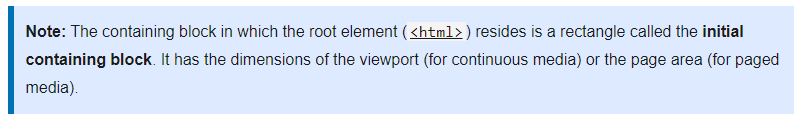 Note: The containing block in which the root element (<html>) resides is a rectangle called the initial
containing block. It has the dimensions of the viewport (for continuous media) or the page area (for paged
media).